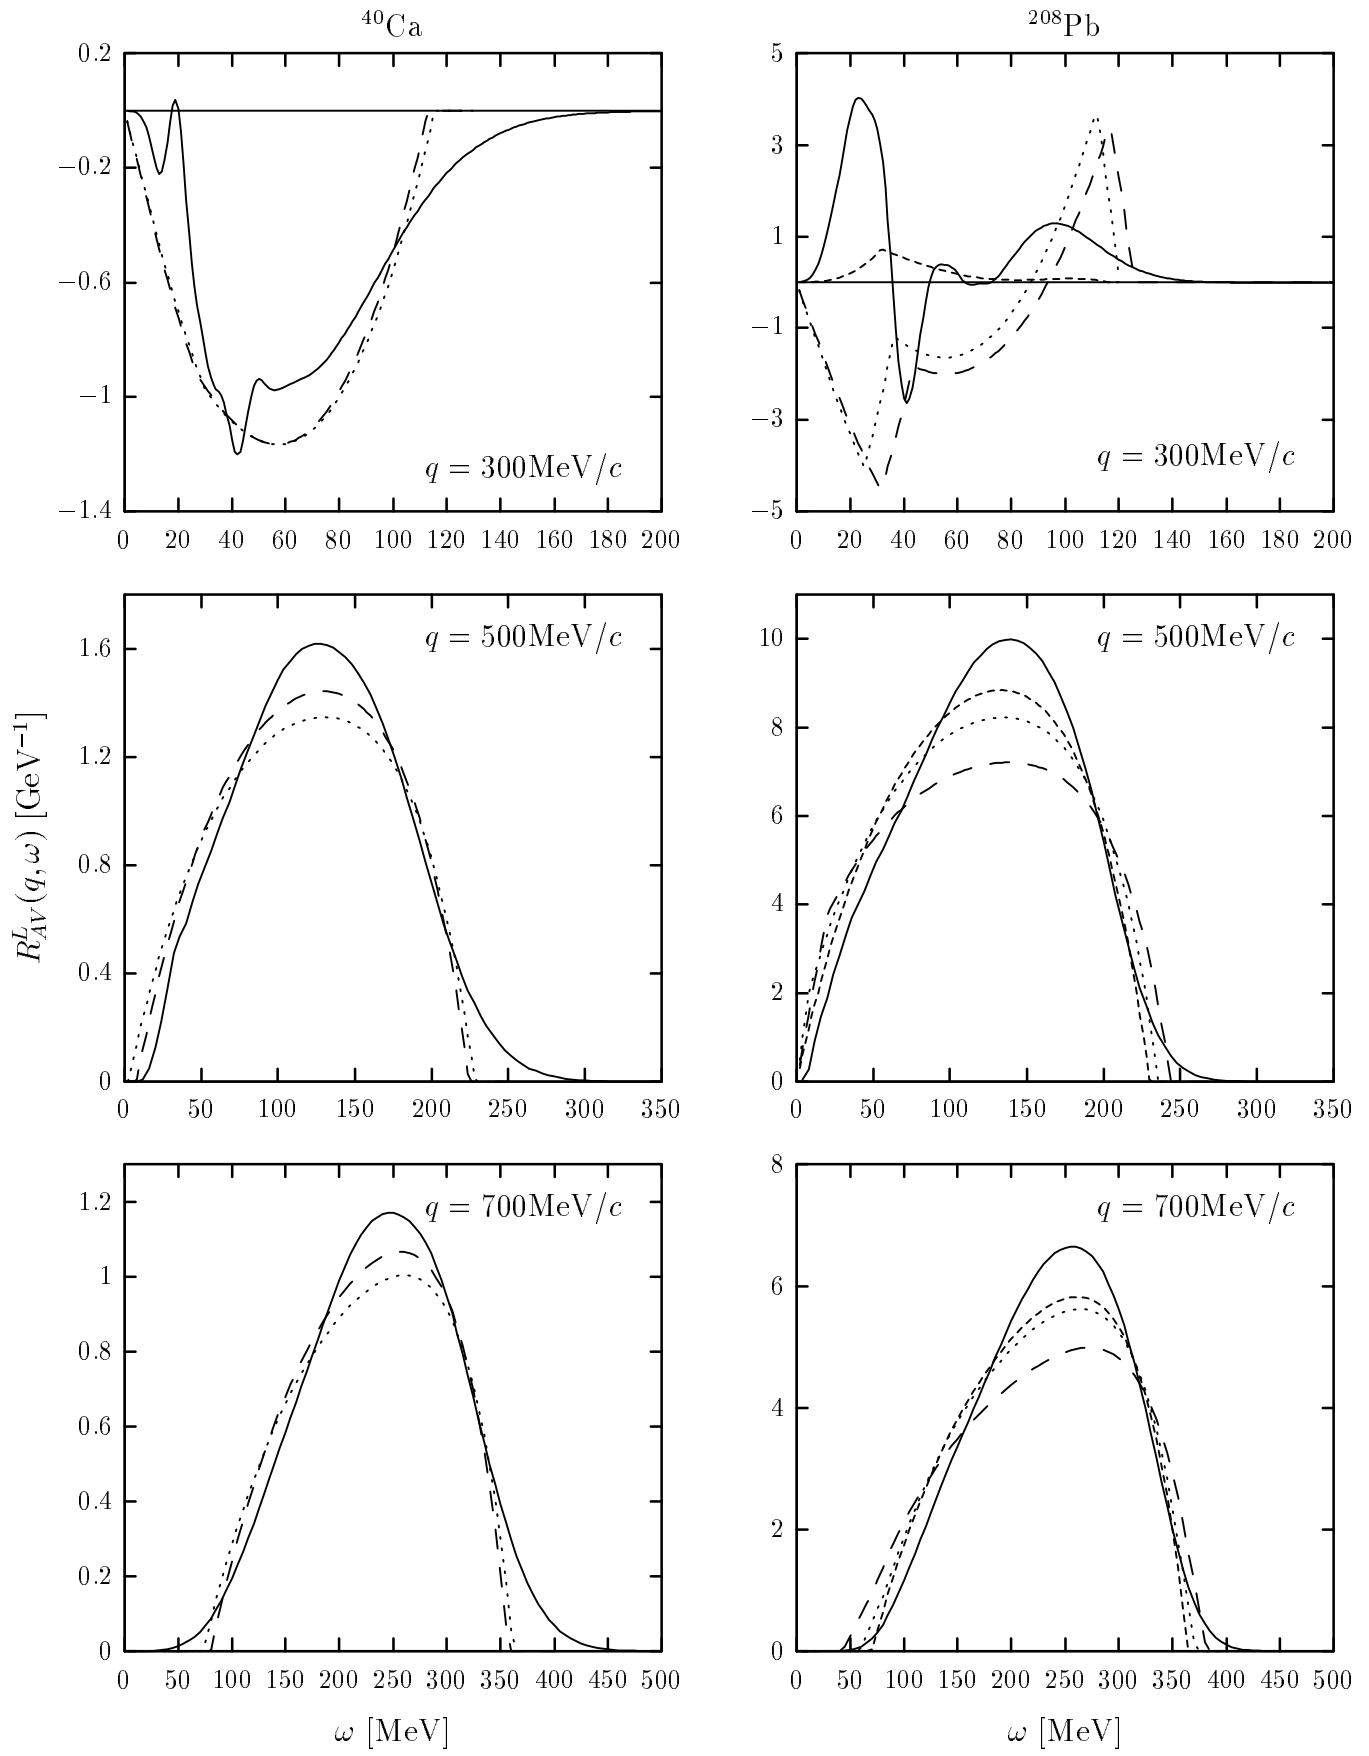 ⁴⁰Ca
²⁰⁸Pb
0.2
−0.2
−0.6
−1
−1.4
q = 300MeV/c
0 20 40 60 80 100 120 140 160 180 200
5
3
1
−1
−3
−5
q = 300MeV/c
0 20 40 60 80 100 120 140 160 180 200
R^L_{AV}(q, ω) [GeV⁻¹]
1.6
1.2
0.8
0.4
0
q = 500MeV/c
0 50 100 150 200 250 300 350
10
8
6
4
2
0
q = 500MeV/c
0 50 100 150 200 250 300 350
1.2
1
0.8
0.6
0.4
0.2
0
q = 700MeV/c
0 50 100 150 200 250 300 350 400 450 500
ω [MeV]
8
6
4
2
0
q = 700MeV/c
0 50 100 150 200 250 300 350 400 450 500
ω [MeV]